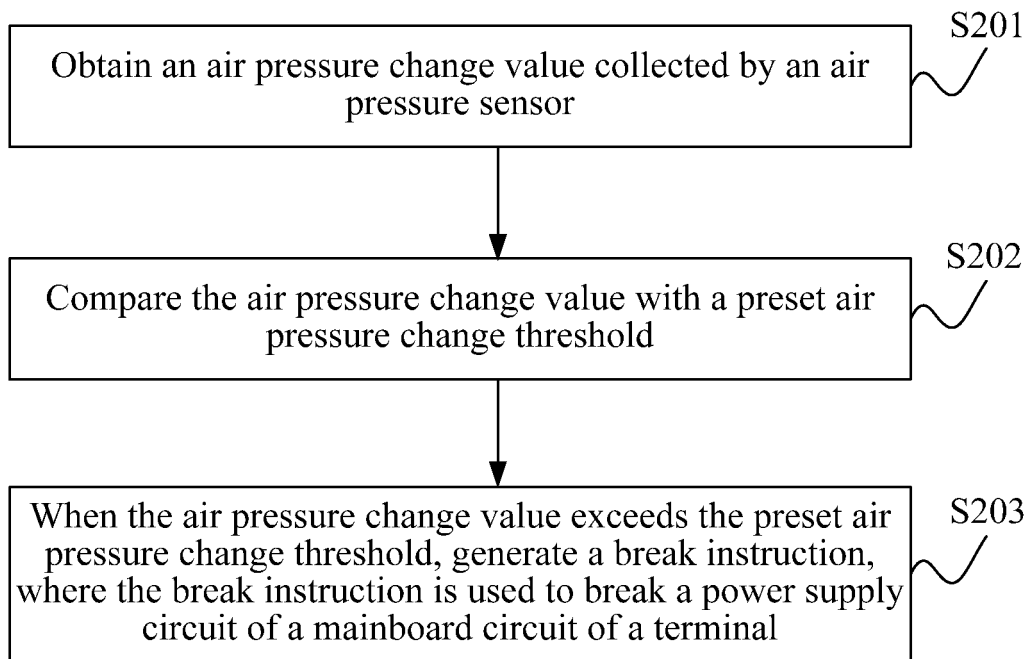 S201
Obtain an air pressure change value collected by an air
pressure sensor
S202
Compare the air pressure change value with a preset air
pressure change threshold
S203
When the air pressure change value exceeds the preset air
pressure change threshold, generate a break instruction,
where the break instruction is used to break a power supply
circuit of a mainboard circuit of a terminal